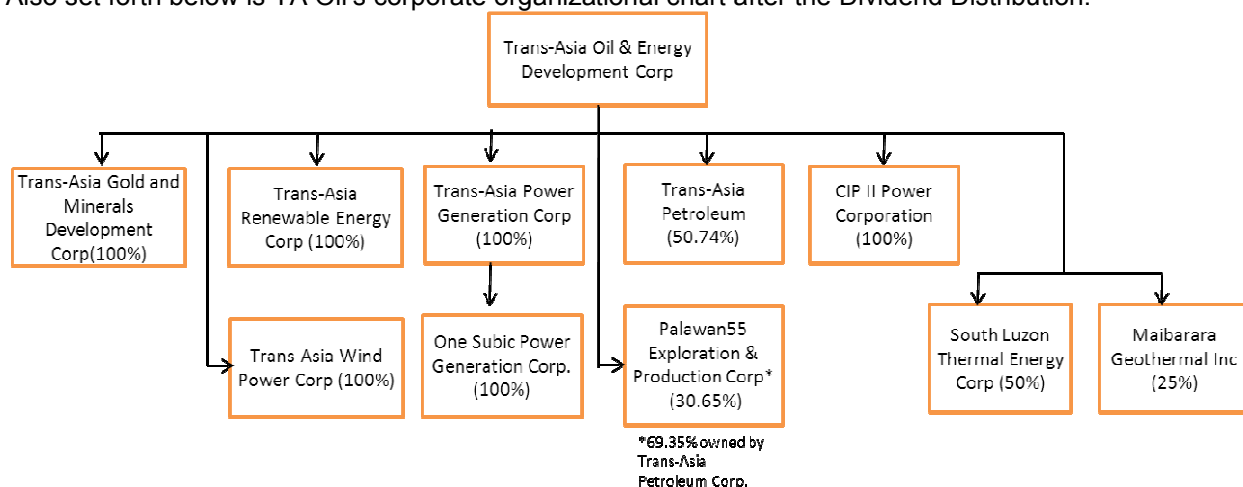 Also set forth below is TA Oil's corporate organizational chart after the Dividend Distribution.
Trans-Asia Oil & Energy
Development Corp
Trans-Asia Gold and
Minerals
Development
Corp(100%)
Trans-Asia
Renewable Energy
Corp (100%)
Trans-Asia Power
Generation Corp
(100%)
Trans-Asia
Petroleum
(50.74%)
CIP II Power
Corporation
(100%)
Trans Asia Wind
Power Corp (100%)
One Subic Power
Generation Corp.
(100%)
Palawan55
Exploration &
Production Corp*
(30.65%)
South Luzon
Thermal Energy
Corp (50%)
Maibarara
Geothermal Inc
(25%)
*69.35% owned by
Trans-Asia
Petroleum Corp.